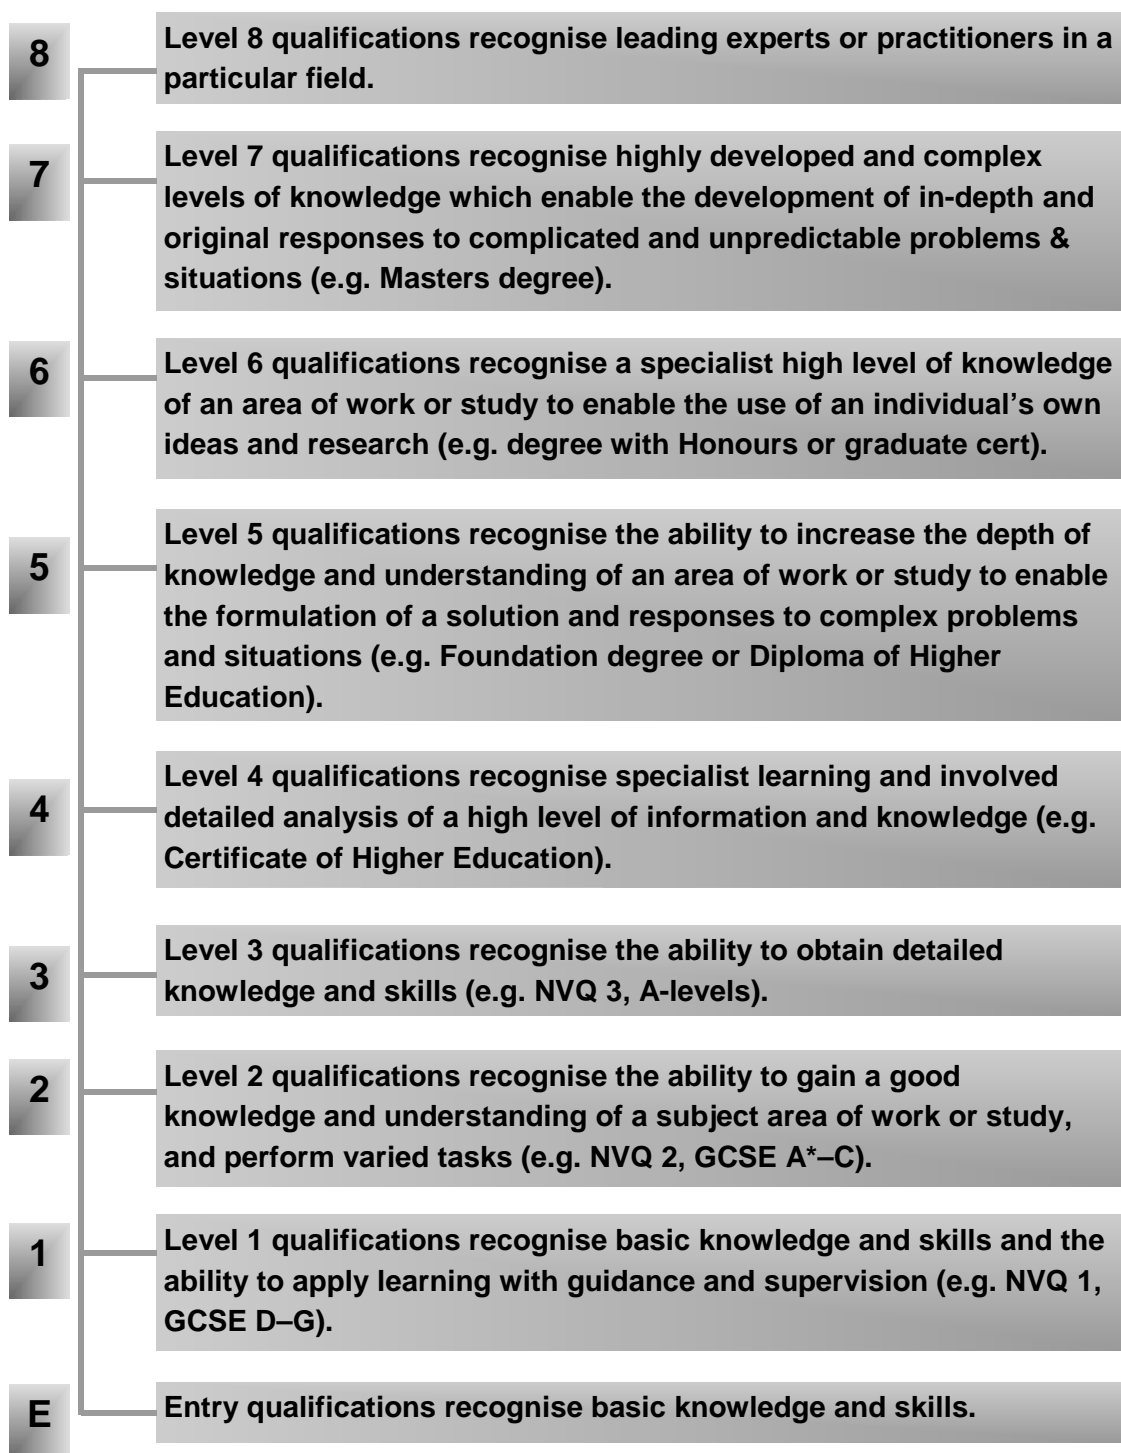 8
Level 8 qualifications recognise leading experts or practitioners in a
particular field.
7
Level 7 qualifications recognise highly developed and complex
levels of knowledge which enable the development of in-depth and
original responses to complicated and unpredictable problems &
situations (e.g. Masters degree).
6
Level 6 qualifications recognise a specialist high level of knowledge
of an area of work or study to enable the use of an individual’s own
ideas and research (e.g. degree with Honours or graduate cert).
5
Level 5 qualifications recognise the ability to increase the depth of
knowledge and understanding of an area of work or study to enable
the formulation of a solution and responses to complex problems
and situations (e.g. Foundation degree or Diploma of Higher
Education).
4
Level 4 qualifications recognise specialist learning and involved
detailed analysis of a high level of information and knowledge (e.g.
Certificate of Higher Education).
3
Level 3 qualifications recognise the ability to obtain detailed
knowledge and skills (e.g. NVQ 3, A-levels).
2
Level 2 qualifications recognise the ability to gain a good
knowledge and understanding of a subject area of work or study,
and perform varied tasks (e.g. NVQ 2, GCSE A*–C).
1
Level 1 qualifications recognise basic knowledge and skills and the
ability to apply learning with guidance and supervision (e.g. NVQ 1,
GCSE D–G).
E
Entry qualifications recognise basic knowledge and skills.